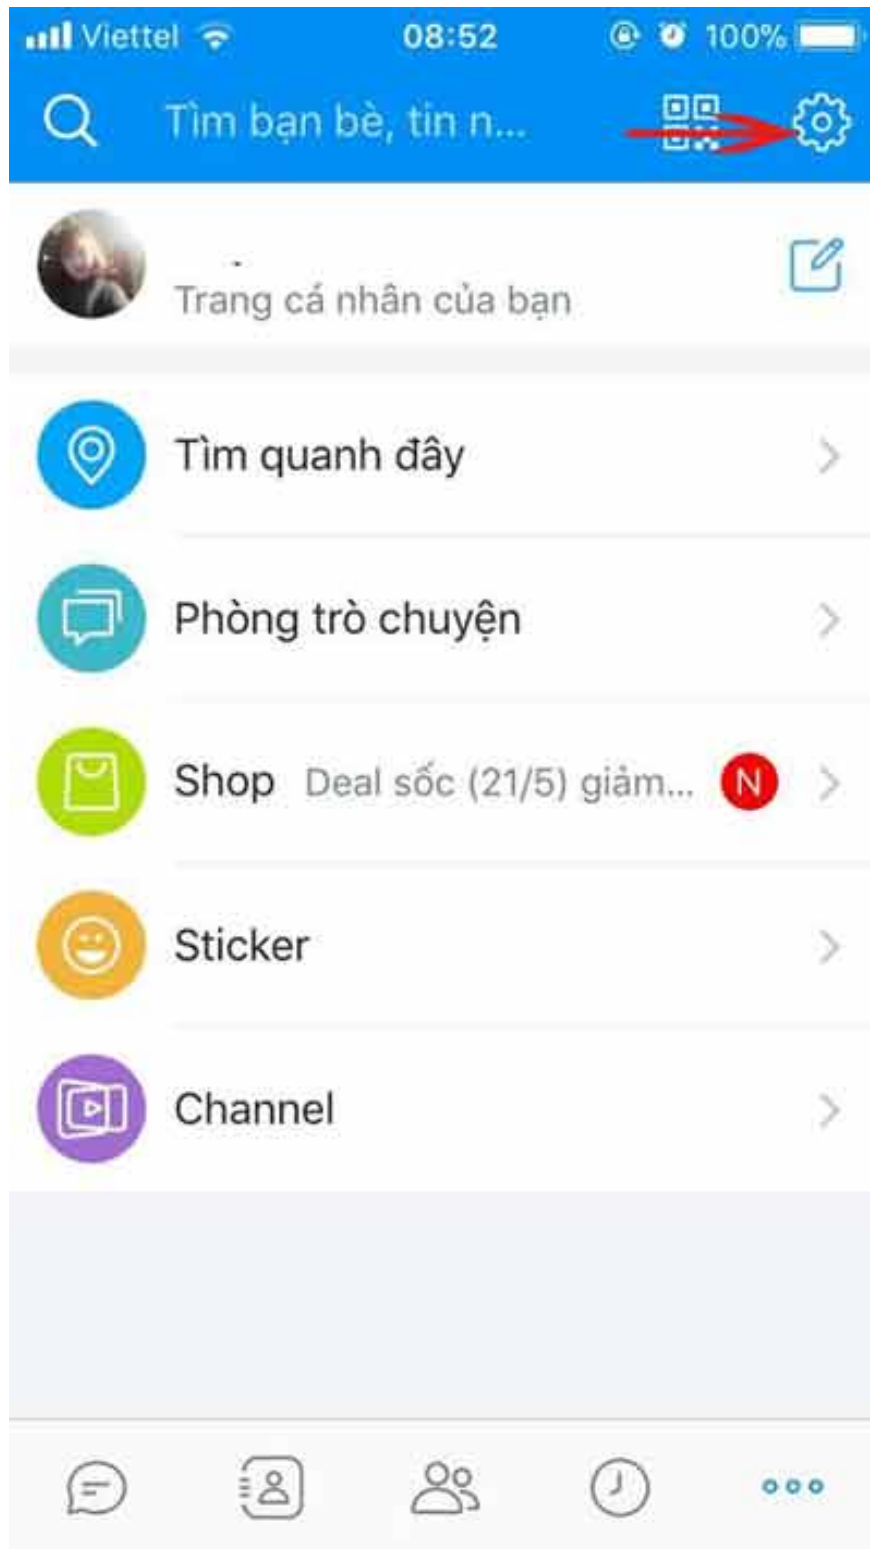 Viettel 08:52 100%
Tìm bạn bè, tin n...
Trang cá nhân của bạn
Tìm quanh đây
Phòng trò chuyện
Shop Deal sốc (21/5) giảm... N
Sticker
Channel